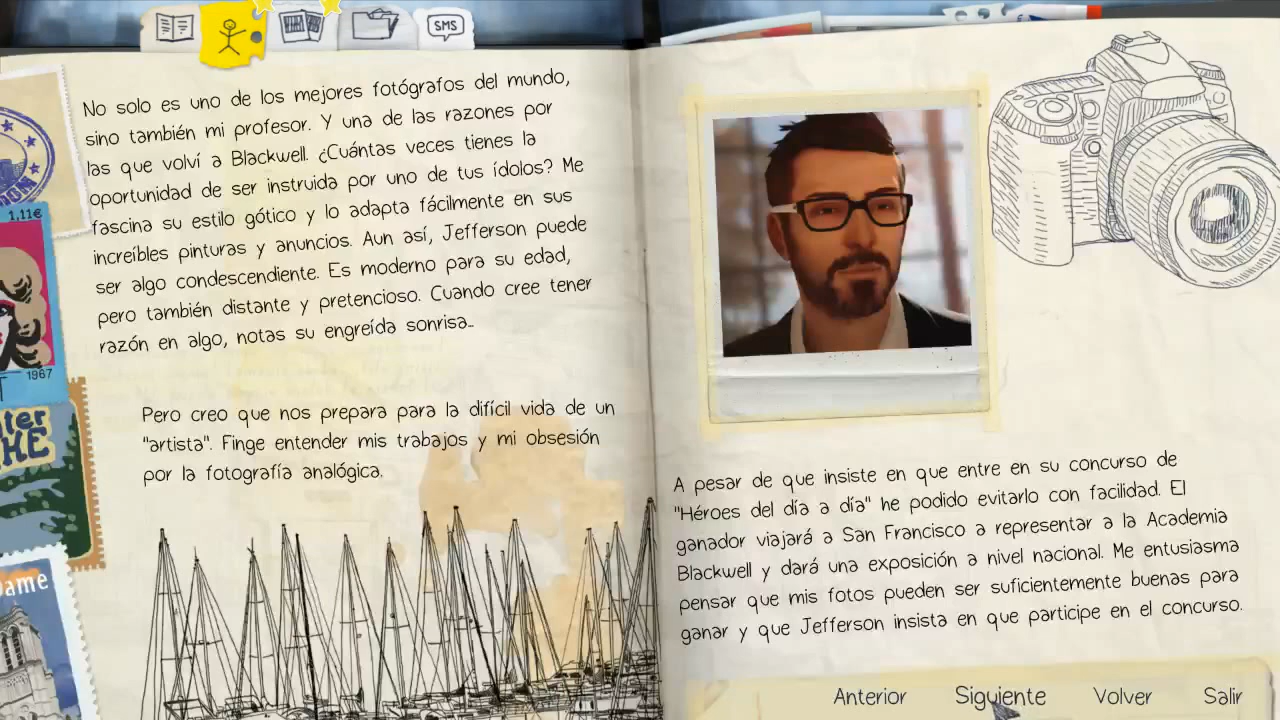 SMS
No solo es uno de los mejores fotógrafos del mundo,
sino también mi profesor. Y una de las razones por
las que volví a Blackwell. ¿Cuántas veces tienes la
oportunidad de ser instruida por uno de tus ídolos? Me
fascina su estilo gótico y lo adapta fácilmente en sus
increíbles pinturas y anuncios. Aun así, Jefferson puede
ser algo condescendiente. Es moderno para su edad,
pero también distante y pretencioso. Cuando cree tener
razón en algo, notas su engreída sonrisa...
Pero creo que nos prepara para la difícil vida de un
"artista". Finge entender mis trabajos y mi obsesión
por la fotografía analógica.
1,11€
1967
A pesar de que insiste en que entre en su concurso de
"Héroes del día a día" he podido evitarlo con facilidad. El
ganador viajará a San Francisco a representar a la Academia
Blackwell y dará una exposición a nivel nacional. Me entusiasma
pensar que mis fotos pueden ser suficientemente buenas para
ganar y que Jefferson insista en que participe en el concurso.
Anterior Siguiente Volver Salir